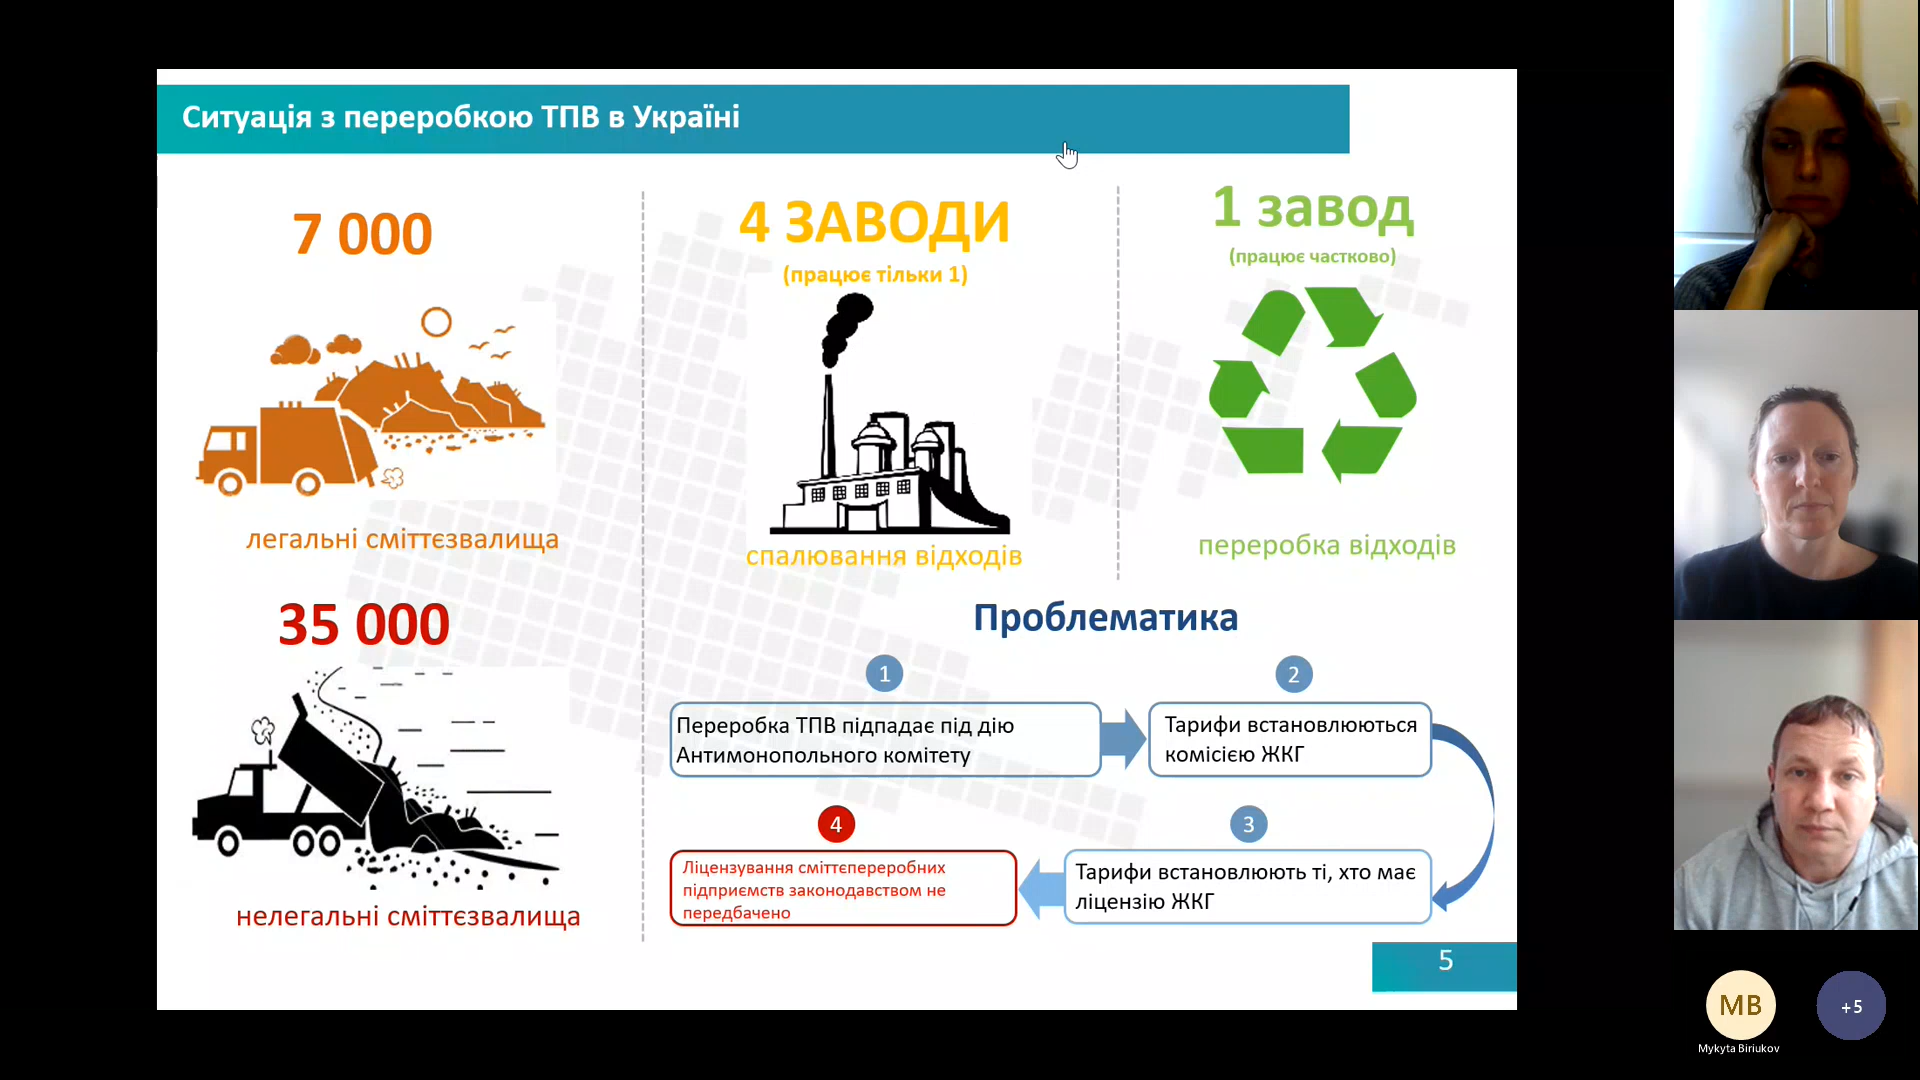 Ситуація з переробкою ТПВ в Україні
7 000
легальні сміттєзвалища
35 000
нелегальні сміттєзвалища
4 ЗАВОДИ
(працює тільки 1)
спалювання відходів
1 завод
(працює частково)
переробка відходів
Проблематика
1
Переробка ТПВ підпадає під дію
Антимонопольного комітету
2
Тарифи встановлюються
комісією ЖКГ
3
Тарифи встановлюють ті, хто має
ліцензію ЖКГ
4
Ліцензування сміттєпереробних
підприємств законодавством не
передбачено
5
MB
Mykyta Biriukov
+5